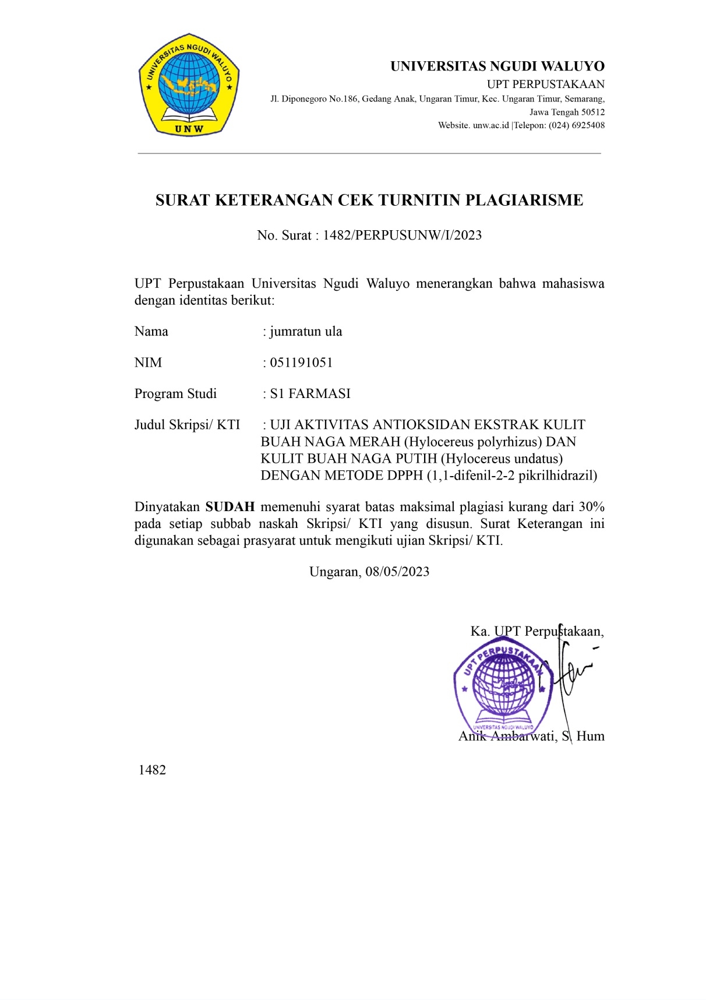 UNIVERSITAS NGUDI WALUYO
UNW
UNIVERSITAS NGUDI WALUYO
UPT PERPUSTAKAAN
Jl. Diponegoro No.186, Gedang Anak, Ungaran Timur, Kec. Ungaran Timur, Semarang,
Jawa Tengah 50512
Website. unw.ac.id |Telepon: (024) 6925408
SURAT KETERANGAN CEK TURNITIN PLAGIARISME
No. Surat : 1482/PERPUSUNW/I/2023
UPT Perpustakaan Universitas Ngudi Waluyo menerangkan bahwa mahasiswa
dengan identitas berikut:
Nama : jumratun ula
NIM : 051191051
Program Studi : S1 FARMASI
Judul Skripsi/ KTI : UJI AKTIVITAS ANTIOKSIDAN EKSTRAK KULIT
BUAH NAGA MERAH (Hylocereus polyrhizus) DAN
KULIT BUAH NAGA PUTIH (Hylocereus undatus)
DENGAN METODE DPPH (1,1-difenil-2-2 pikrilhidrazil)
Dinyatakan SUDAH memenuhi syarat batas maksimal plagiasi kurang dari 30%
pada setiap subbab naskah Skripsi/ KTI yang disusun. Surat Keterangan ini
digunakan sebagai prasyarat untuk mengikuti ujian Skripsi/ KTI.
Ungaran, 08/05/2023
Ka. UPT Perpustakaan,
UPT PERPUSTAKAAN
UNIVERSITAS NGUDI WALUYO
Anik Ambarwati, S. Hum
1482